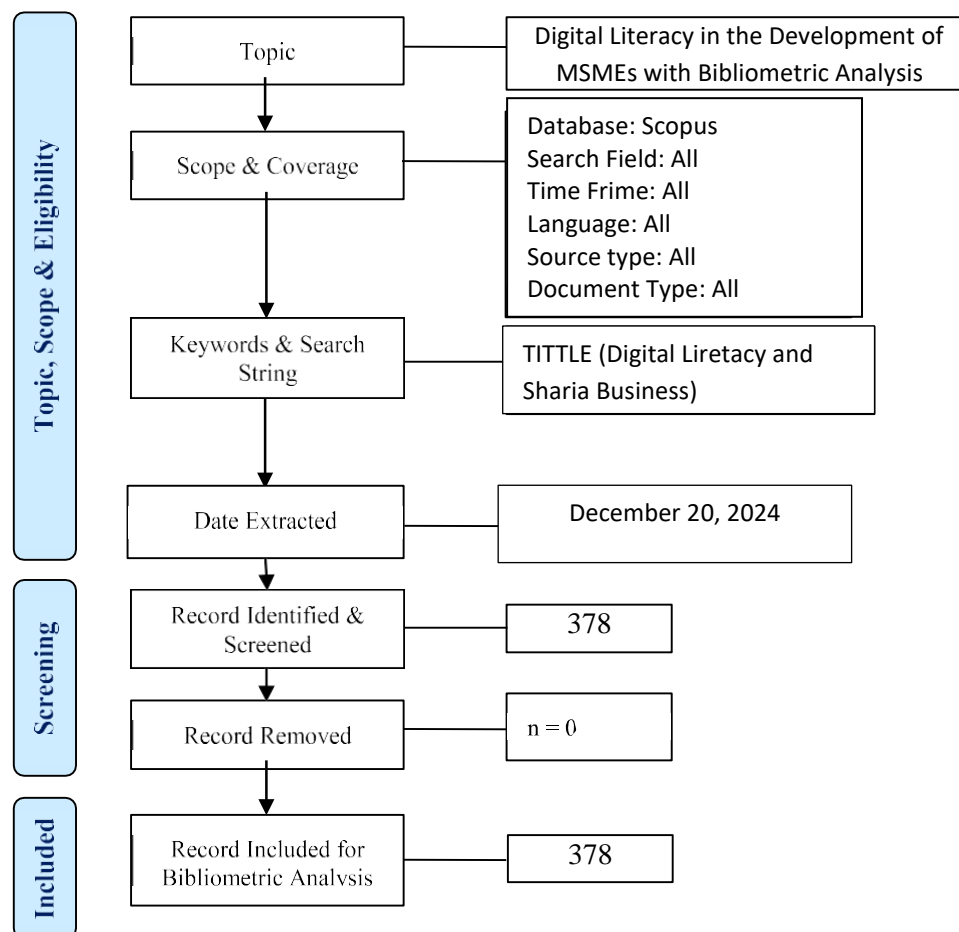 Topic, Scope & Eligibility
Topic
Digital Literacy in the Development of
MSMEs with Bibliometric Analysis
Scope & Coverage
Database: Scopus
Search Field: All
Time Frime: All
Language: All
Source type: All
Document Type: All
Keywords & Search
String
TITTLE (Digital Liretacy and
Sharia Business)
Date Extracted
December 20, 2024
Screening
Record Identified &
Screened
378
Record Removed
n = 0
Included
Record Included for
Bibliometric Analysis
378